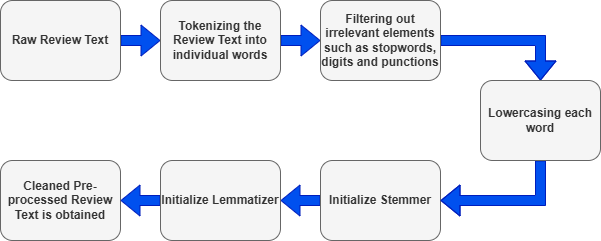 Raw Review Text
Tokenizing the
Review Text into
individual words
Filtering out
irrelevant elements
such as stopwords,
digits and punctions
Lowercasing each
word
Initialize Stemmer
Initialize Lemmatizer
Cleaned Pre-
processed Review
Text is obtained